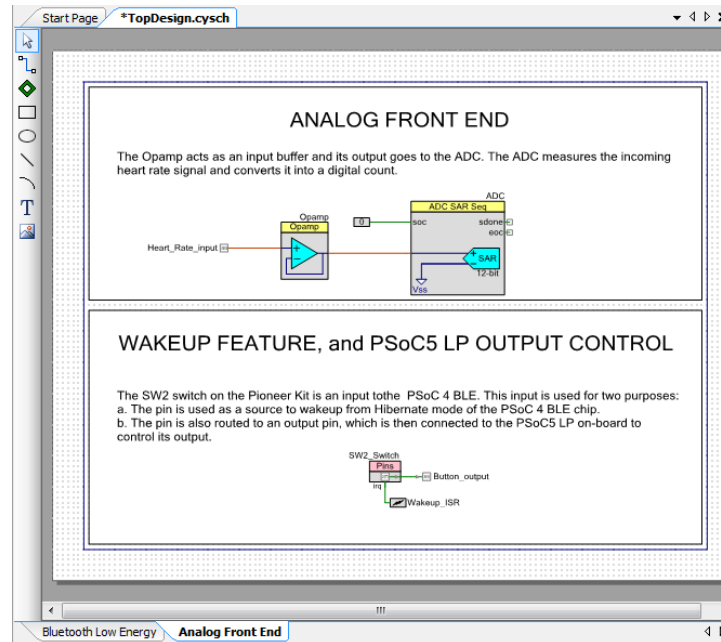 Start Page
*TopDesign.cysch
T
ANALOG FRONT END
The Opamp acts as an input buffer and its output goes to the ADC. The ADC measures the incoming
heart rate signal and converts it into a digital count.
ADC
ADC SAR Seq
Opamp
Opamp
0
soc
sdone
eoc
Heart_Rate_input
SAR
12-bit
Vss
WAKEUP FEATURE, and PSoC5 LP OUTPUT CONTROL
The SW2 switch on the Pioneer Kit is an input tothe PSoC 4 BLE. This input is used for two purposes:
a. The pin is used as a source to wakeup from Hibernate mode of the PSoC 4 BLE chip.
b. The pin is also routed to an output pin, which is then connected to the PSoC5 LP on-board to
control its output.
SW2_Switch
Pins
Button_output
irq
Wakeup_ISR
Bluetooth Low Energy
Analog Front End